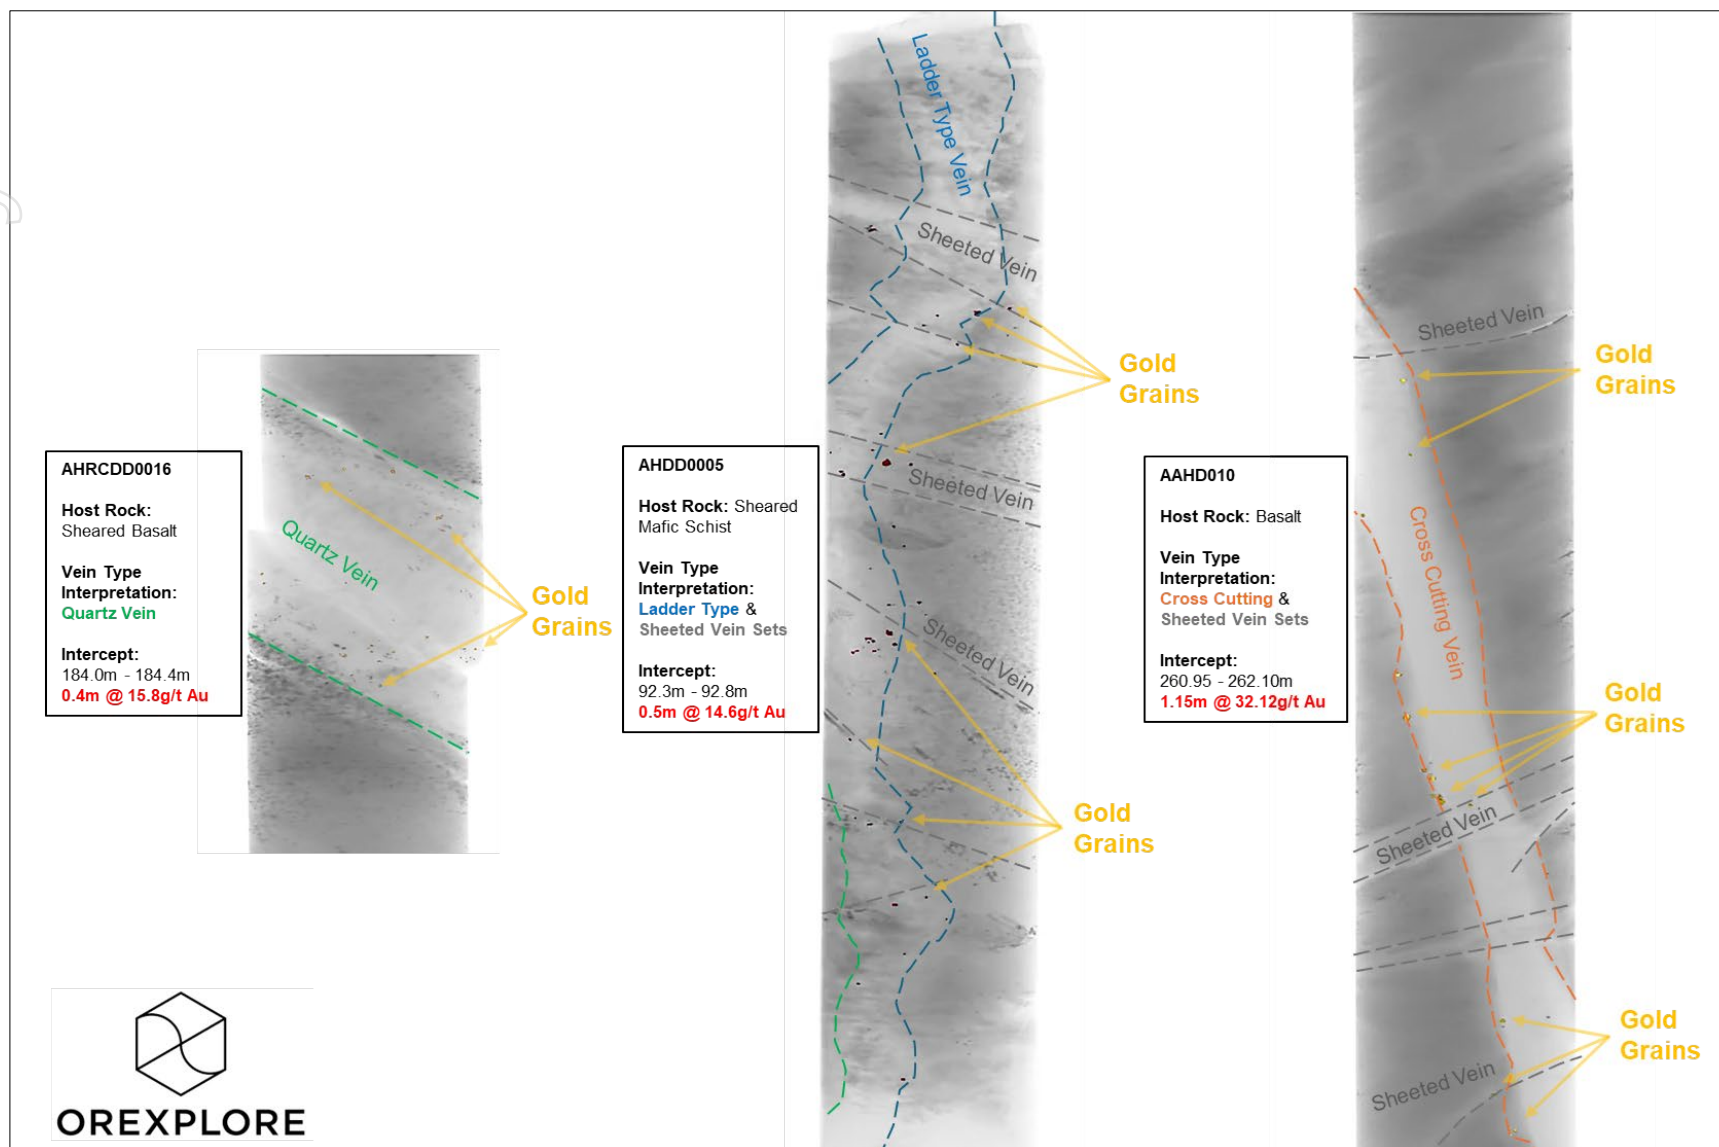 AHRCDD0016
Host Rock:
Sheared Basalt
Vein Type
Interpretation:
Quartz Vein
Intercept:
184.0m - 184.4m
0.4m @ 15.8g/t Au
Quartz Vein
Gold
Grains
AHDD0005
Host Rock: Sheared
Mafic Schist
Vein Type
Interpretation:
Ladder Type &
Sheeted Vein Sets
Intercept:
92.3m - 92.8m
0.5m @ 14.6g/t Au
Ladder Type Vein
Sheeted Vein
Sheeted Vein
Sheeted Vein
Gold
Grains
Gold
Grains
AAHD010
Host Rock: Basalt
Vein Type
Interpretation:
Cross Cutting &
Sheeted Vein Sets
Intercept:
260.95 - 262.10m
1.15m @ 32.12g/t Au
Sheeted Vein
Cross Cutting Vein
Sheeted Vein
Sheeted Vein
Gold
Grains
Gold
Grains
Gold
Grains
OREXPLORE